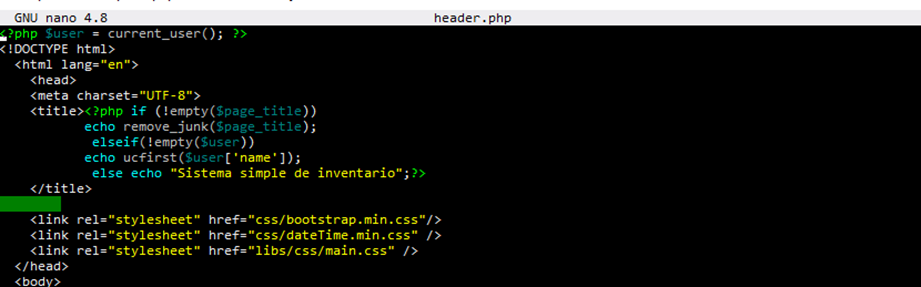 GNU nano 4.8 header.php
<?php $user = current_user(); ?>
<!DOCTYPE html>
<html lang="en">
<head>
<meta charset="UTF-8">
<title><?php if (!empty($page_title))
echo remove_junk($page_title);
elseif(!empty($user))
echo ucfirst($user['name']);
else echo "Sistema simple de inventario";?>
</title>
<link rel="stylesheet" href="css/bootstrap.min.css"/>
<link rel="stylesheet" href="css/dateTime.min.css" />
<link rel="stylesheet" href="libs/css/main.css" />
</head>
<body>